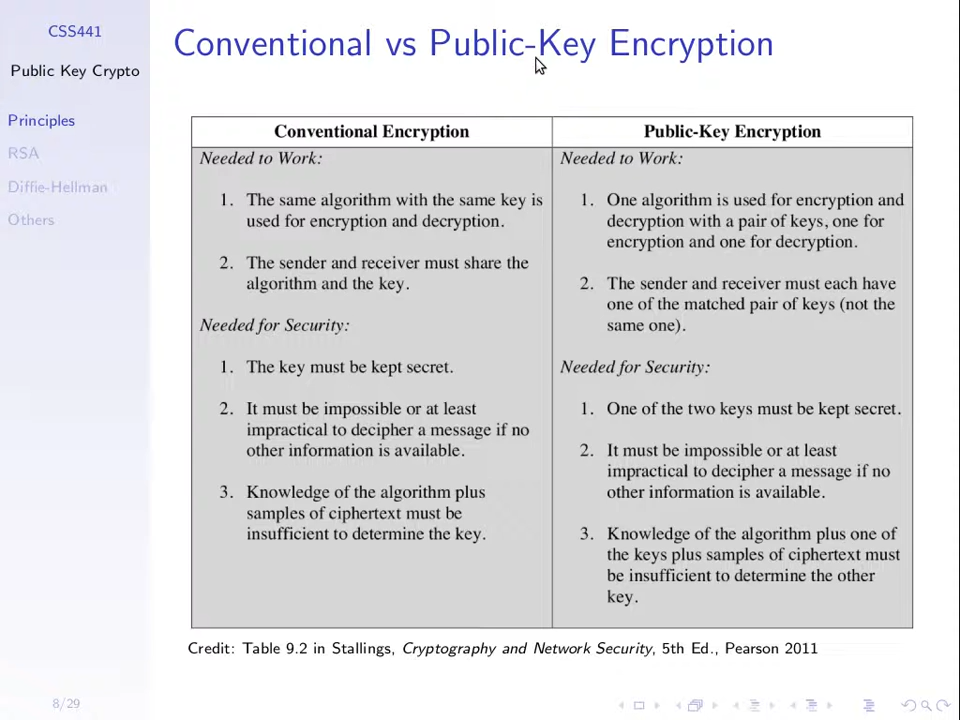 CSS441
Public Key Crypto
Principles
RSA
Diffie-Hellman
Others
Conventional vs Public-Key Encryption
Conventional Encryption
Needed to Work:
1. The same algorithm with the same key is
used for encryption and decryption.
2. The sender and receiver must share the
algorithm and the key.
Needed for Security:
1. The key must be kept secret.
2. It must be impossible or at least
impractical to decipher a message if no
other information is available.
3. Knowledge of the algorithm plus
samples of ciphertext must be
insufficient to determine the key.
Public-Key Encryption
Needed to Work:
1. One algorithm is used for encryption and
decryption with a pair of keys, one for
encryption and one for decryption.
2. The sender and receiver must each have
one of the matched pair of keys (not the
same one).
Needed for Security:
1. One of the two keys must be kept secret.
2. It must be impossible or at least
impractical to decipher a message if no
other information is available.
3. Knowledge of the algorithm plus one of
the keys plus samples of ciphertext must
be insufficient to determine the other
key.
Credit: Table 9.2 in Stallings, Cryptography and Network Security, 5th Ed., Pearson 2011
8/29